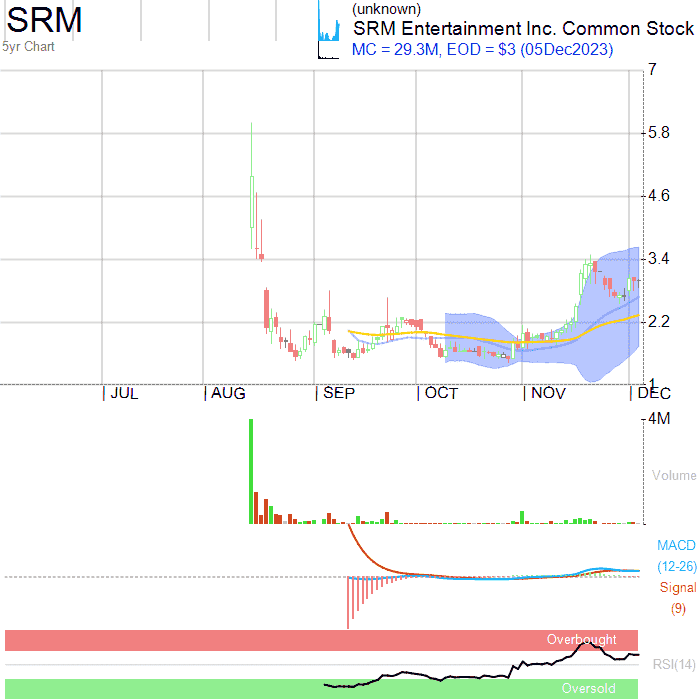 SRM
5yr Chart
(unknown)
SRM Entertainment Inc. Common Stock
MC = 29.3M, EOD = $3 (05Dec2023)
7
5.8
4.6
3.4
2.2
1
JUL AUG SEP OCT NOV DEC
4M
Volume
MACD
(12-26)
Signal
(9)
Overbought
RSI(14)
Oversold